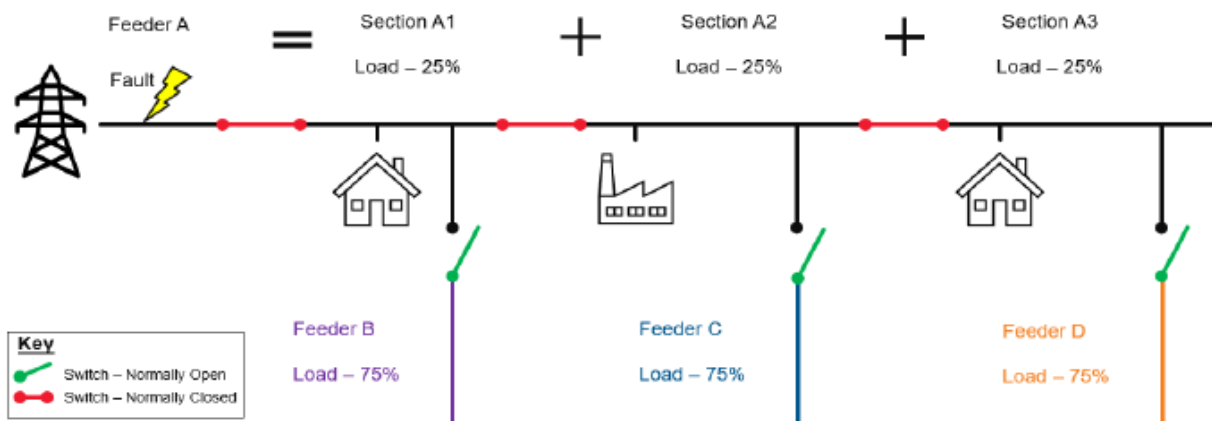 Feeder A
=
Section A1
+
Section A2
+
Section A3
Load – 25%
Load – 25%
Load – 25%
Fault
Feeder B
Feeder C
Feeder D
Load – 75%
Load – 75%
Load – 75%
Key
Switch – Normally Open
Switch – Normally Closed